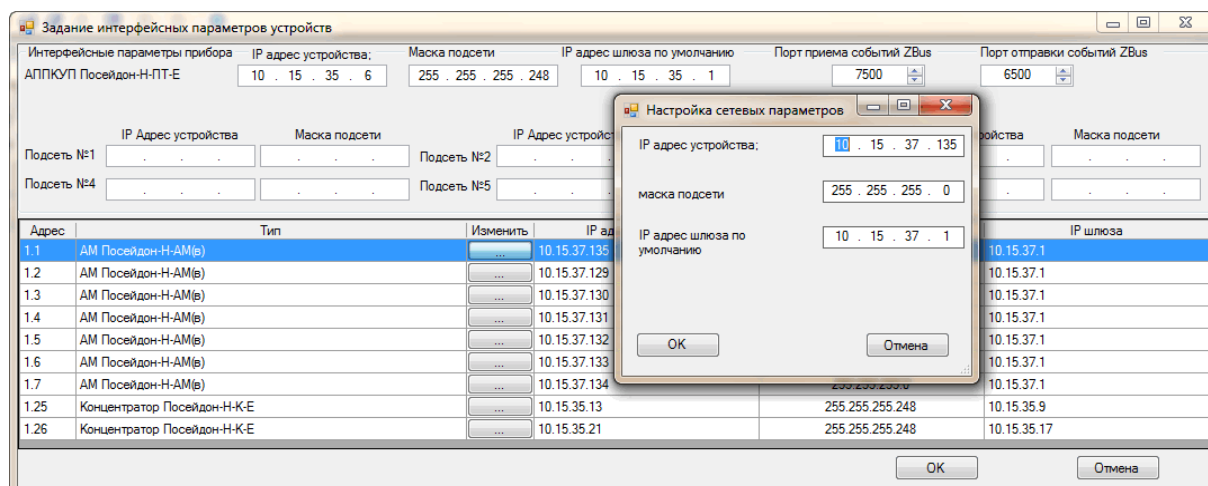 Задание интерфейсных параметров устройств
Интерфейсные параметры прибора IP адрес устройства; Маска подсети IP адрес шлюза по умолчанию Порт приема событий ZBus Порт отправки событий ZBus
АППКУП Посейдон-Н-ПТ-Е 10 . 15 . 35 . 6 255 . 255 . 255 . 248 10 . 15 . 35 . 1 7500 6500
IP Адрес устройства Маска подсети IP Адрес Маска подсети
Подсеть №1 . . . . . . Подсеть №2 . .
Подсеть №4 . . . . . . Подсеть №5 . .
Настройка сетевых параметров
IP адрес устройства; 10 . 15 . 37 . 135
маска подсети 255 . 255 . 255 . 0
IP адрес шлюза по умолчанию 10 . 15 . 37 . 1
OK Отмена
Адрес Тип Изменить IP IP шлюза
1.1 АМ Посейдон-Н-АМ(в) ... 10.15.37.135 10.15.37.1
1.2 АМ Посейдон-Н-АМ(в) ... 10.15.37.129 10.15.37.1
1.3 АМ Посейдон-Н-АМ(в) ... 10.15.37.130 10.15.37.1
1.4 АМ Посейдон-Н-АМ(в) ... 10.15.37.131 10.15.37.1
1.5 АМ Посейдон-Н-АМ(в) ... 10.15.37.132 10.15.37.1
1.6 АМ Посейдон-Н-АМ(в) ... 10.15.37.133 10.15.37.1
1.7 АМ Посейдон-Н-АМ(в) ... 10.15.37.134 255.255.255.0 10.15.37.1
1.25 Концентратор Посейдон-Н-К-Е ... 10.15.35.13 255.255.255.248 10.15.35.9
1.26 Концентратор Посейдон-Н-К-Е ... 10.15.35.21 255.255.255.248 10.15.35.17
OK Отмена